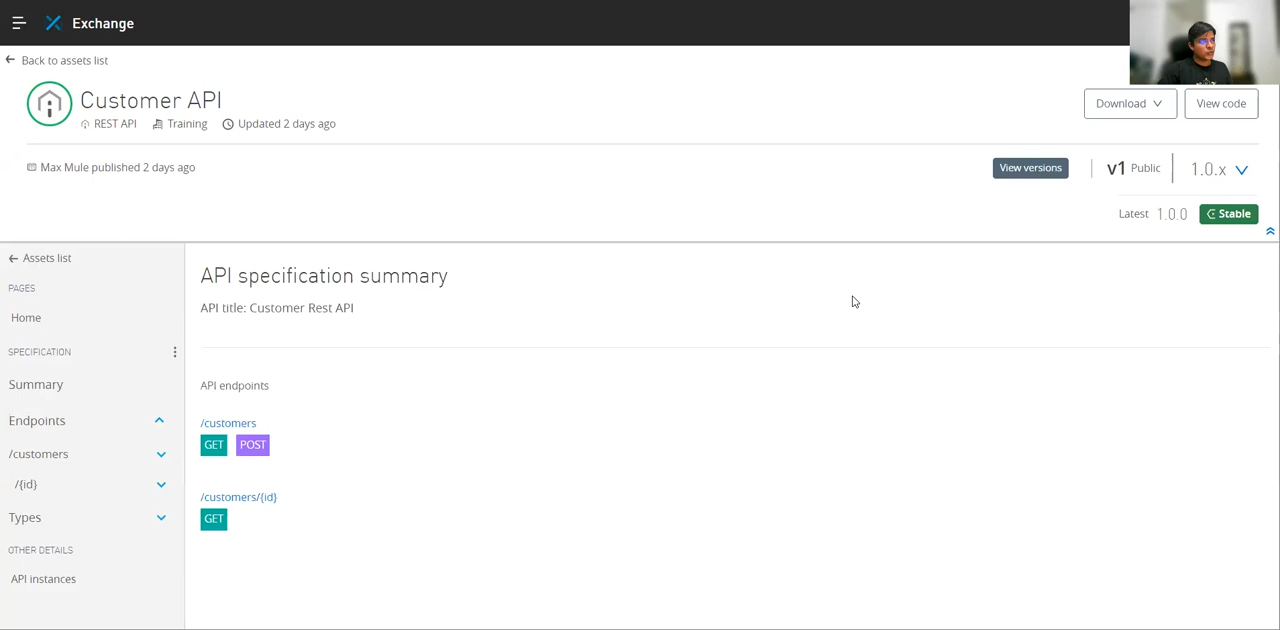 Exchange
Back to assets list
Customer API
Download
View code
REST API Training Updated 2 days ago
Max Mule published 2 days ago
View versions
v1 Public
1.0.x
Latest 1.0.0 Stable
Assets list
PAGES
Home
SPECIFICATION
Summary
Endpoints
/customers
/{id}
Types
OTHER DETAILS
API instances
API specification summary
API title: Customer Rest API
API endpoints
/customers
GET POST
/customers/{id}
GET